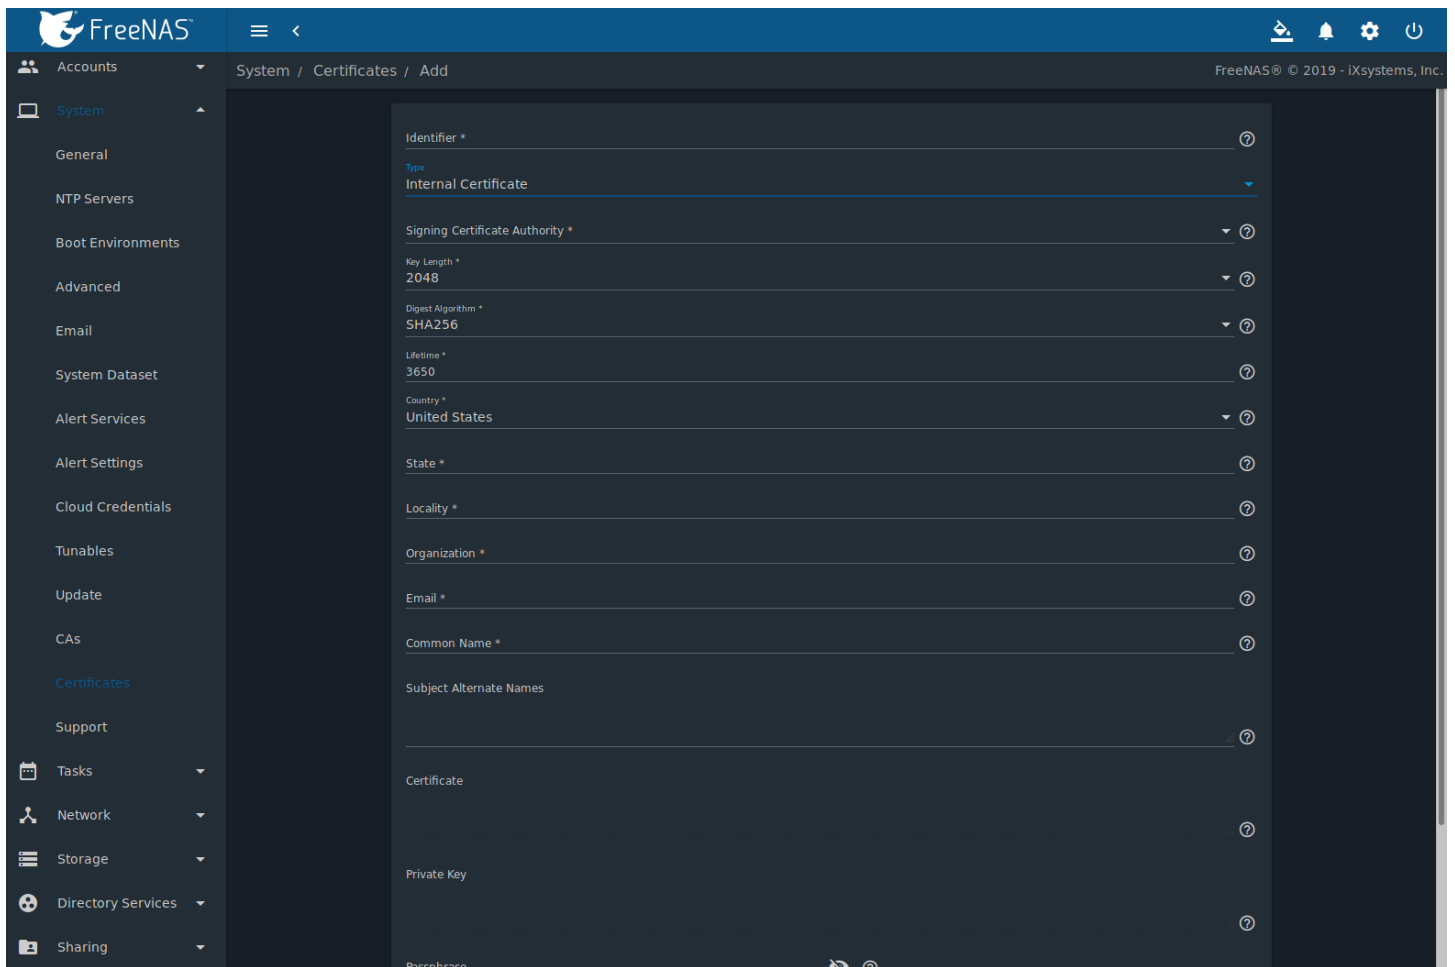 FreeNAS™
Accounts
System / Certificates / Add
FreeNAS® © 2019 - iXsystems, Inc.
System
General
NTP Servers
Boot Environments
Advanced
Email
System Dataset
Alert Services
Alert Settings
Cloud Credentials
Tunables
Update
CAs
Certificates
Support
Tasks
Network
Storage
Directory Services
Sharing
Identifier *
Type
Internal Certificate
Signing Certificate Authority *
Key Length *
2048
Digest Algorithm *
SHA256
Lifetime *
3650
Country *
United States
State *
Locality *
Organization *
Email *
Common Name *
Subject Alternate Names
Certificate
Private Key
Passphrase